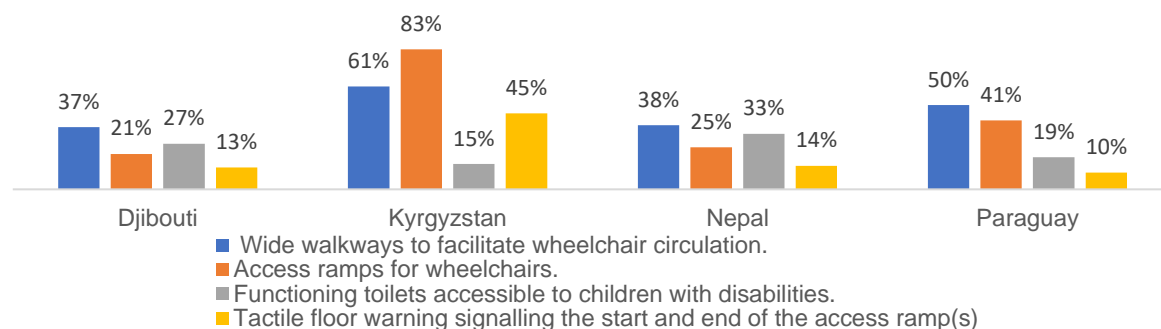 83%
61%
45%
37%
21%
27%
13%
15%
38%
25%
33%
14%
50%
41%
19%
10%
Djibouti
Kyrgyzstan
Nepal
Paraguay
Wide walkways to facilitate wheelchair circulation.
Access ramps for wheelchairs.
Functioning toilets accessible to children with disabilities.
Tactile floor warning signalling the start and end of the access ramp(s)